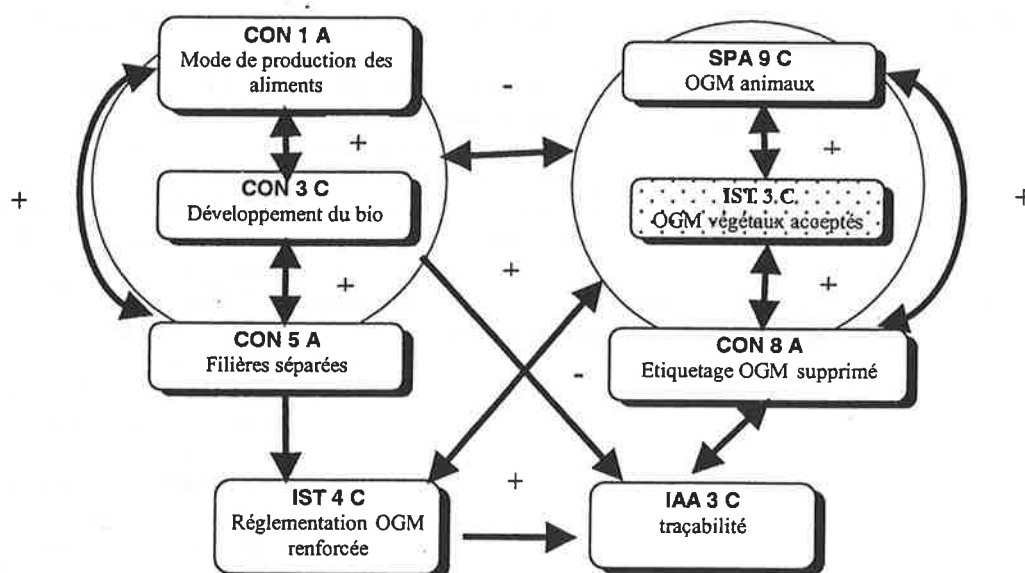 CON 1 A
Mode de production des
aliments
-
SPA 9 C
OGM animaux
+
+
+
CON 3 C
Développement du bio
IST 3 C
OGM végétaux acceptés
+
+
+
+
+
CON 5 A
Filières séparées
-
CON 8 A
Etiquetage OGM supprimé
IST 4 C
Réglementation OGM
renforcée
+
IAA 3 C
traçabilité